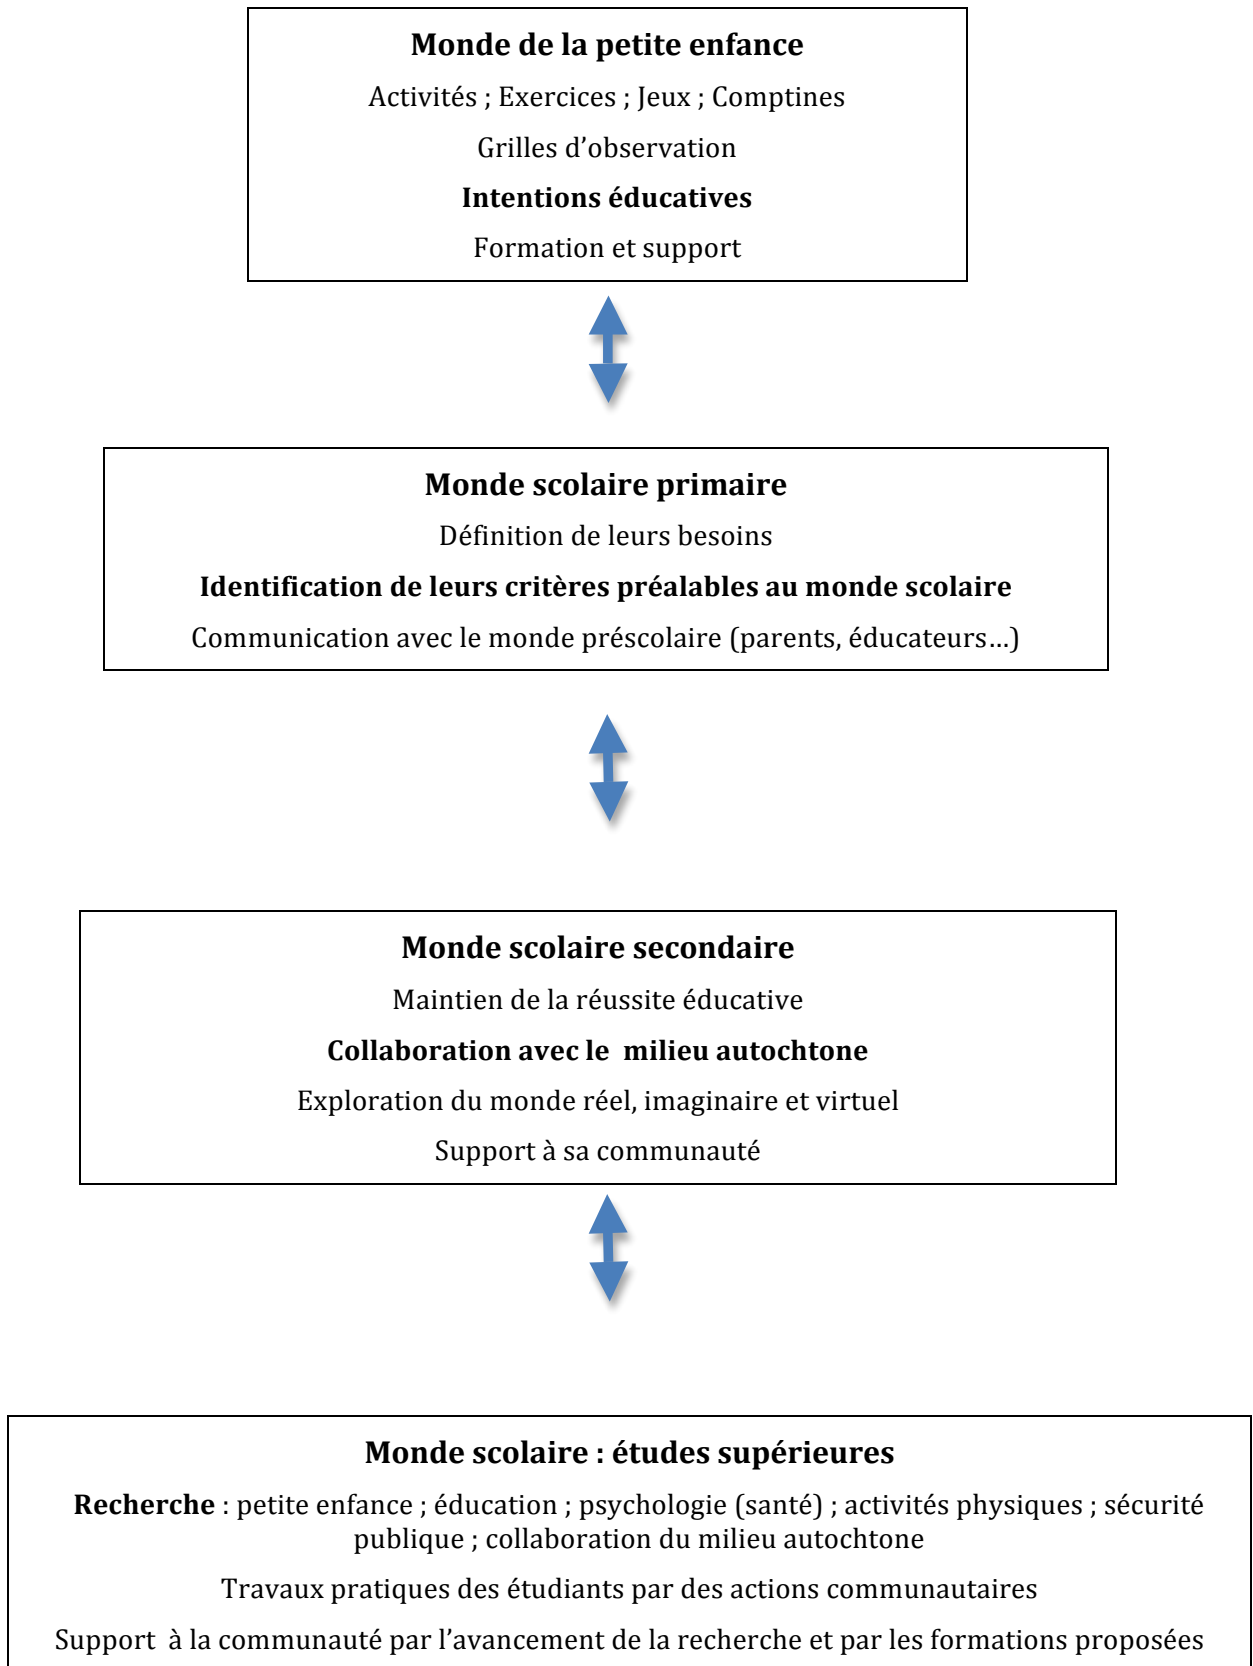 Monde de la petite enfance
Activités ; Exercices ; Jeux ; Comptines
Grilles d’observation
Intentions éducatives
Formation et support
Monde scolaire primaire
Définition de leurs besoins
Identification de leurs critères préalables au monde scolaire
Communication avec le monde préscolaire (parents, éducateurs…)
Monde scolaire secondaire
Maintien de la réussite éducative
Collaboration avec le  milieu autochtone
Exploration du monde réel, imaginaire et virtuel
Support à sa communauté
Monde scolaire : études supérieures
Recherche : petite enfance ; éducation ; psychologie (santé) ; activités physiques ; sécurité
publique ; collaboration du milieu autochtone
Travaux pratiques des étudiants par des actions communautaires
Support  à la communauté par l’avancement de la recherche et par les formations proposées